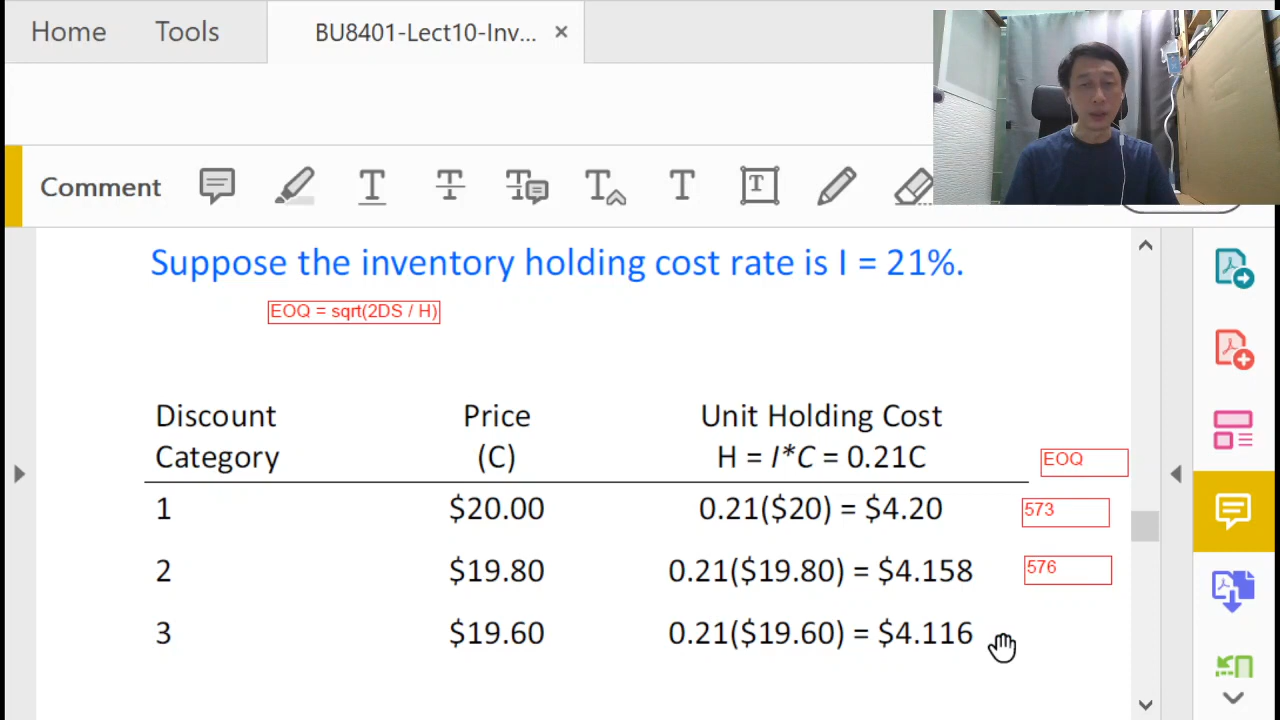 Home Tools BU8401-Lect10-Inv... ×
Comment
Suppose the inventory holding cost rate is I = 21%.
EOQ = sqrt(2DS / H)
Discount Price Unit Holding Cost
Category (C) H = I*C = 0.21C EOQ
1 $20.00 0.21($20) = $4.20 573
2 $19.80 0.21($19.80) = $4.158 576
3 $19.60 0.21($19.60) = $4.116